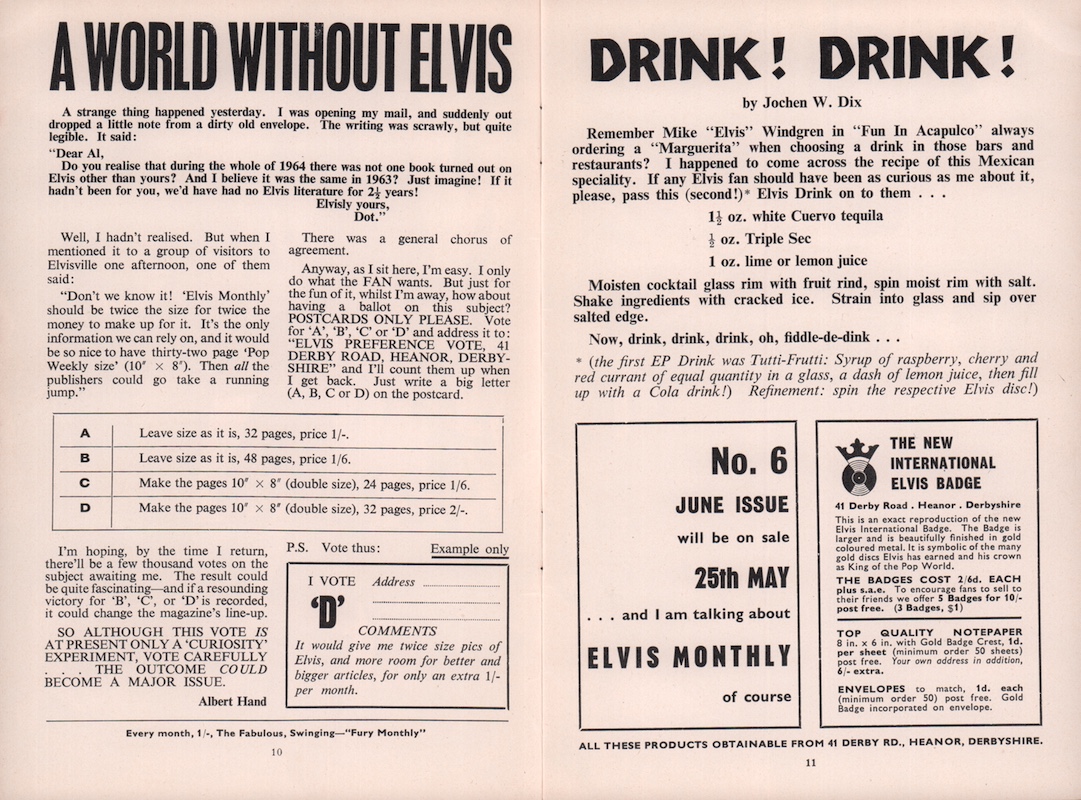 A WORLD WITHOUT ELVIS
A strange thing happened yesterday. I was opening my mail, and suddenly out
dropped a little note from a dirty old envelope. The writing was scrawly, but quite
legible. It said:
“Dear Al,
Do you realise that during the whole of 1964 there was not one book turned out on
Elvis other than yours? And I believe it was the same in 1963? Just imagine! If it
hadn’t been for you, we’d have had no Elvis literature for 2½ years!
Elvisly yours,
Dot.”
Well, I hadn’t realised. But when I
mentioned it to a group of visitors to
Elvisville one afternoon, one of them
said:
“Don’t we know it! ‘Elvis Monthly’
should be twice the size for twice the
money to make up for it. It’s the only
information we can rely on, and it would
be so nice to have thirty-two page ‘Pop
Weekly size’ (10″ × 8″). Then all the
publishers could go take a running
jump.”
There was a general chorus of
agreement.
Anyway, as I sit here, I’m easy. I only
do what the FAN wants. But just for
the fun of it, whilst I’m away, how about
having a ballot on this subject?
POSTCARDS ONLY PLEASE. Vote
for ‘A’, ‘B’, ‘C’ or ‘D’ and address it to:
“ELVIS PREFERENCE VOTE, 41
DERBY ROAD, HEANOR, DERBY-
SHIRE” and I’ll count them up when
I get back. Just write a big letter
(A, B, C or D) on the postcard.
A Leave size as it is, 32 pages, price 1/-.
B Leave size as it is, 48 pages, price 1/6.
C Make the pages 10″ × 8″ (double size), 24 pages, price 1/6.
D Make the pages 10″ × 8″ (double size), 32 pages, price 2/-.
I’m hoping, by the time I return,
there’ll be a few thousand votes on the
subject awaiting me. The result could
be quite fascinating—and if a resounding
victory for ‘B’, ‘C’, or ‘D’ is recorded,
it could change the magazine’s line-up.
SO ALTHOUGH THIS VOTE IS
AT PRESENT ONLY A ‘CURIOSITY’
EXPERIMENT, VOTE CAREFULLY
. . . THE OUTCOME COULD
BECOME A MAJOR ISSUE.
Albert Hand
P.S. Vote thus: Example only
I VOTE Address
‘D’
COMMENTS
It would give me twice size pics of
Elvis, and more room for better and
bigger articles, for only an extra 1/-
per month.
Every month, 1/-, The Fabulous, Swinging—“Fury Monthly”
10
DRINK! DRINK!
by Jochen W. Dix
Remember Mike “Elvis” Windgren in “Fun In Acapulco” always
ordering a “Marguerita” when choosing a drink in those bars and
restaurants? I happened to come across the recipe of this Mexican
speciality. If any Elvis fan should have been as curious as me about it,
please, pass this (second!)* Elvis Drink on to them . . .
1½ oz. white Cuervo tequila
½ oz. Triple Sec
1 oz. lime or lemon juice
Moisten cocktail glass rim with fruit rind, spin moist rim with salt.
Shake ingredients with cracked ice. Strain into glass and sip over
salted edge.
Now, drink, drink, drink, oh, fiddle-de-dink . . .
* (the first EP Drink was Tutti-Frutti: Syrup of raspberry, cherry and
red currant of equal quantity in a glass, a dash of lemon juice, then fill
up with a Cola drink!) Refinement: spin the respective Elvis disc!)
No. 6
JUNE ISSUE
will be on sale
25th MAY
. . . and I am talking about
ELVIS MONTHLY
of course
THE NEW
INTERNATIONAL
ELVIS BADGE
41 Derby Road . Heanor . Derbyshire
This is an exact reproduction of the new
Elvis International Badge. The Badge is
larger and is beautifully finished in gold
coloured metal. It is symbolic of the many
gold discs Elvis has earned and his crown
as King of the Pop World.
THE BADGES COST 2/6d. EACH
plus s.a.e. To encourage fans to sell to
their friends we offer 5 Badges for 10/-
post free. (3 Badges, $1)
TOP QUALITY NOTEPAPER
8 in. x 6 in. with Gold Badge Crest, 1d.
per sheet (minimum order 50 sheets)
post free. Your own address in addition,
6/- extra.
ENVELOPES to match, 1d. each
(minimum order 50) post free. Gold
Badge incorporated on envelope.
ALL THESE PRODUCTS OBTAINABLE FROM 41 DERBY RD., HEANOR, DERBYSHIRE.
11